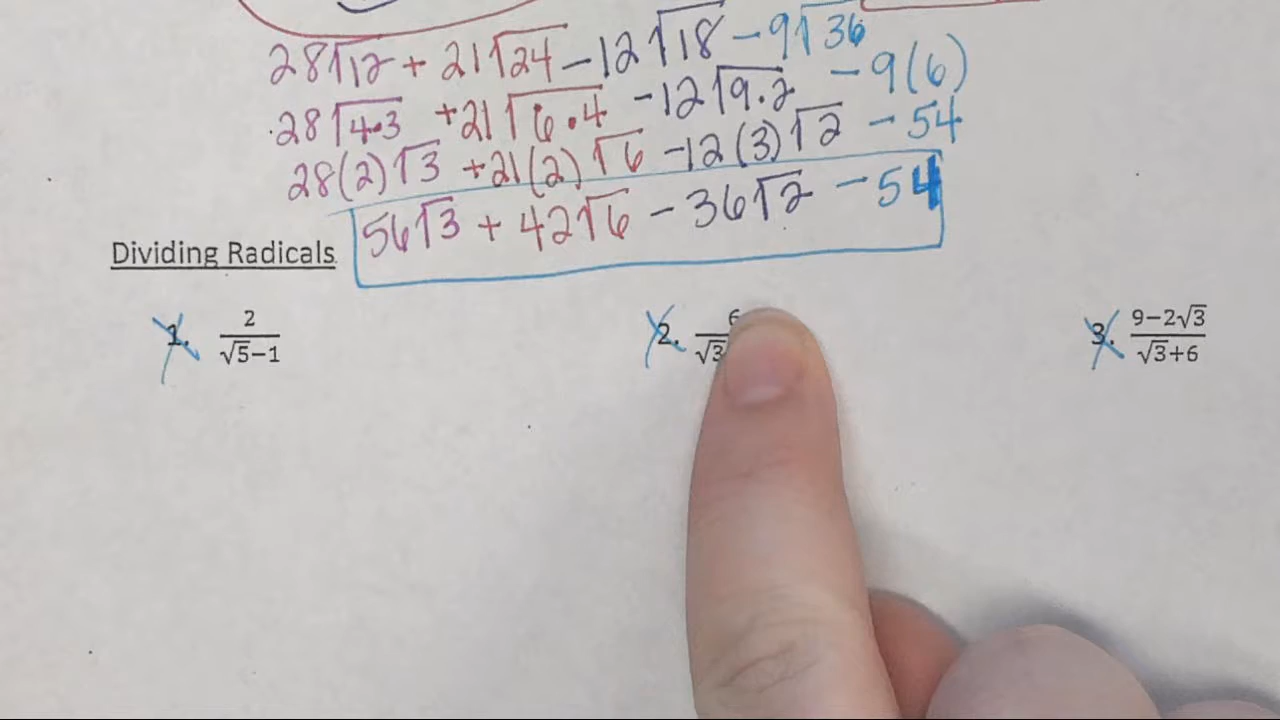 28√12 + 21√24 - 12√18 - 9√36
28√4•3 + 21√6•4 - 12√9•2 - 9(6)
28(2)√3 + 21(2)√6 - 12(3)√2 - 54
56√3 + 42√6 - 36√2 - 54
Dividing Radicals
1. 2/(√5-1)
2. 6/√3
3. (9-2√3)/(√3+6)